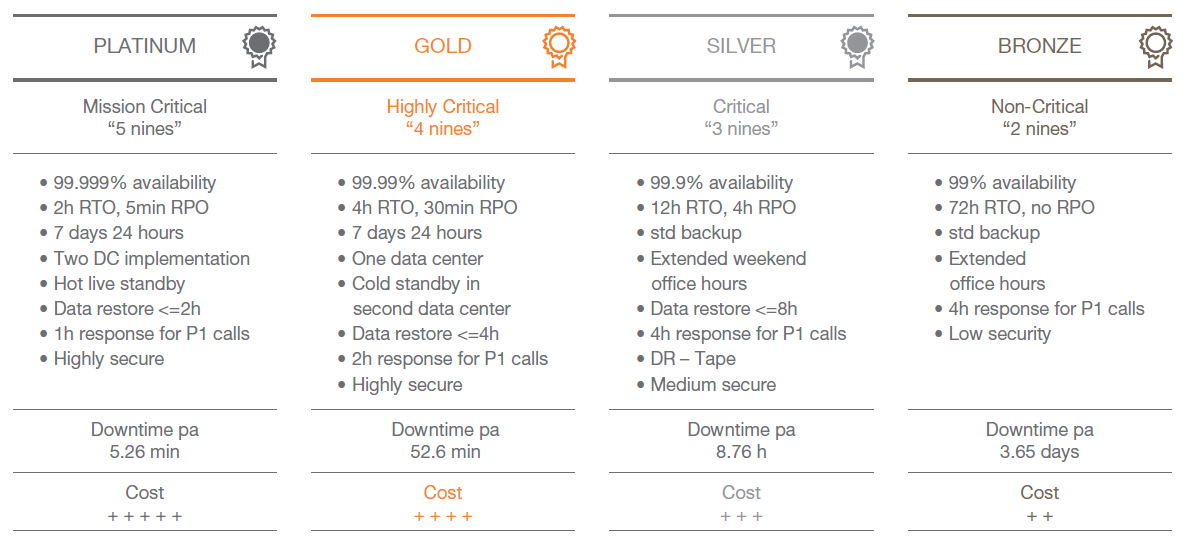 PLATINUM
Mission Critical
“5 nines”
• 99.999% availability
• 2h RTO, 5min RPO
• 7 days 24 hours
• Two DC implementation
• Hot live standby
• Data restore <=2h
• 1h response for P1 calls
• Highly secure
Downtime pa
5.26 min
Cost
+ + + + +
GOLD
Highly Critical
“4 nines”
• 99.99% availability
• 4h RTO, 30min RPO
• 7 days 24 hours
• One data center
• Cold standby in
second data center
• Data restore <=4h
• 2h response for P1 calls
• Highly secure
Downtime pa
52.6 min
Cost
+ + + +
SILVER
Critical
“3 nines”
• 99.9% availability
• 12h RTO, 4h RPO
• std backup
• Extended weekend
office hours
• Data restore <=8h
• 4h response for P1 calls
• DR – Tape
• Medium secure
Downtime pa
8.76 h
Cost
+ + +
BRONZE
Non-Critical
“2 nines”
• 99% availability
• 72h RTO, no RPO
• std backup
• Extended
office hours
• 4h response for P1 calls
• Low security
Downtime pa
3.65 days
Cost
+ +